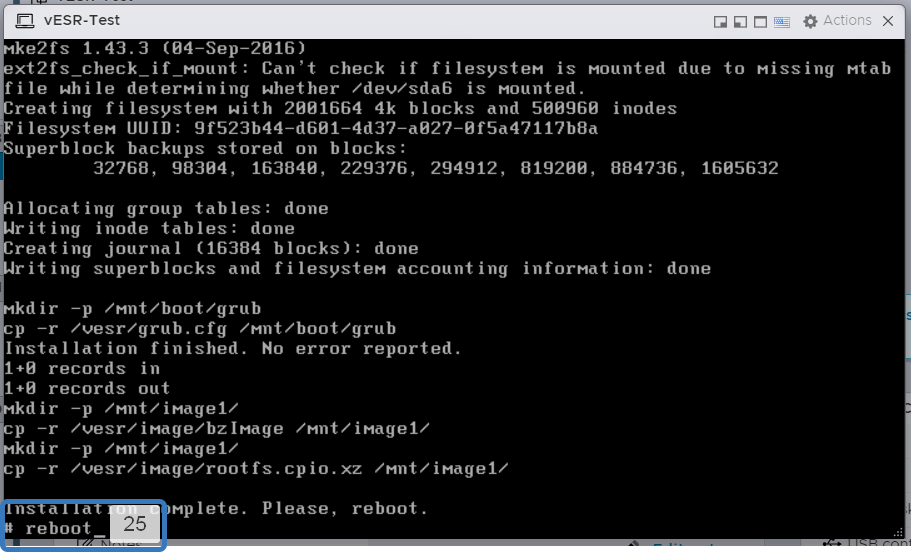 vESR-Test
Actions
mke2fs 1.43.3 (04-Sep-2016)
ext2fs_check_if_mount: Can't check if filesystem is mounted due to missing mtab
file while determining whether /dev/sda6 is mounted.
Creating filesystem with 2001664 4k blocks and 500960 inodes
Filesystem UUID: 9f523b44-d601-4d37-a027-0f5a47117b8a
Superblock backups stored on blocks:
32768, 98304, 163840, 229376, 294912, 819200, 884736, 1605632
Allocating group tables: done
Writing inode tables: done
Creating journal (16384 blocks): done
Writing superblocks and filesystem accounting information: done
mkdir -p /mnt/boot/grub
cp -r /vesr/grub.cfg /mnt/boot/grub
Installation finished. No error reported.
1+0 records in
1+0 records out
mkdir -p /mnt/image1/
cp -r /vesr/image/bzImage /mnt/image1/
mkdir -p /mnt/image1/
cp -r /vesr/image/rootfs.cpio.xz /mnt/image1/
Installation complete. Please, reboot.
# reboot_
25